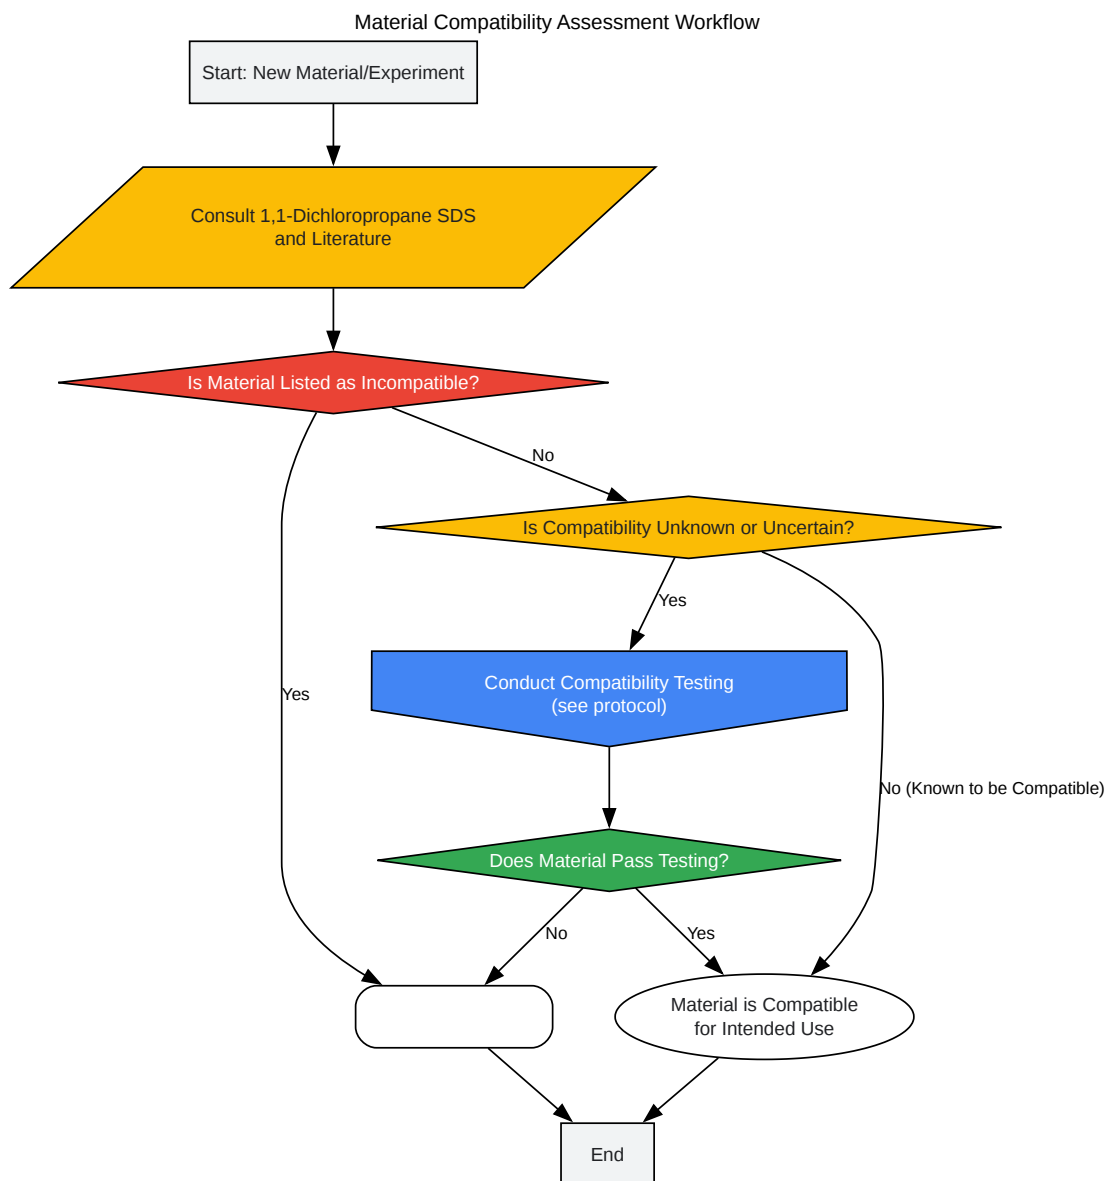 Material Compatibility Assessment Workflow
Start: New Material/Experiment
Consult 1,1-Dichloropropane SDS
and Literature
Is Material Listed as Incompatible?
No
Is Compatibility Unknown or Uncertain?
Yes
Conduct Compatibility Testing
(see protocol)
Yes
No (Known to be Compatible)
Does Material Pass Testing?
No
Yes
Material is Compatible
for Intended Use
End